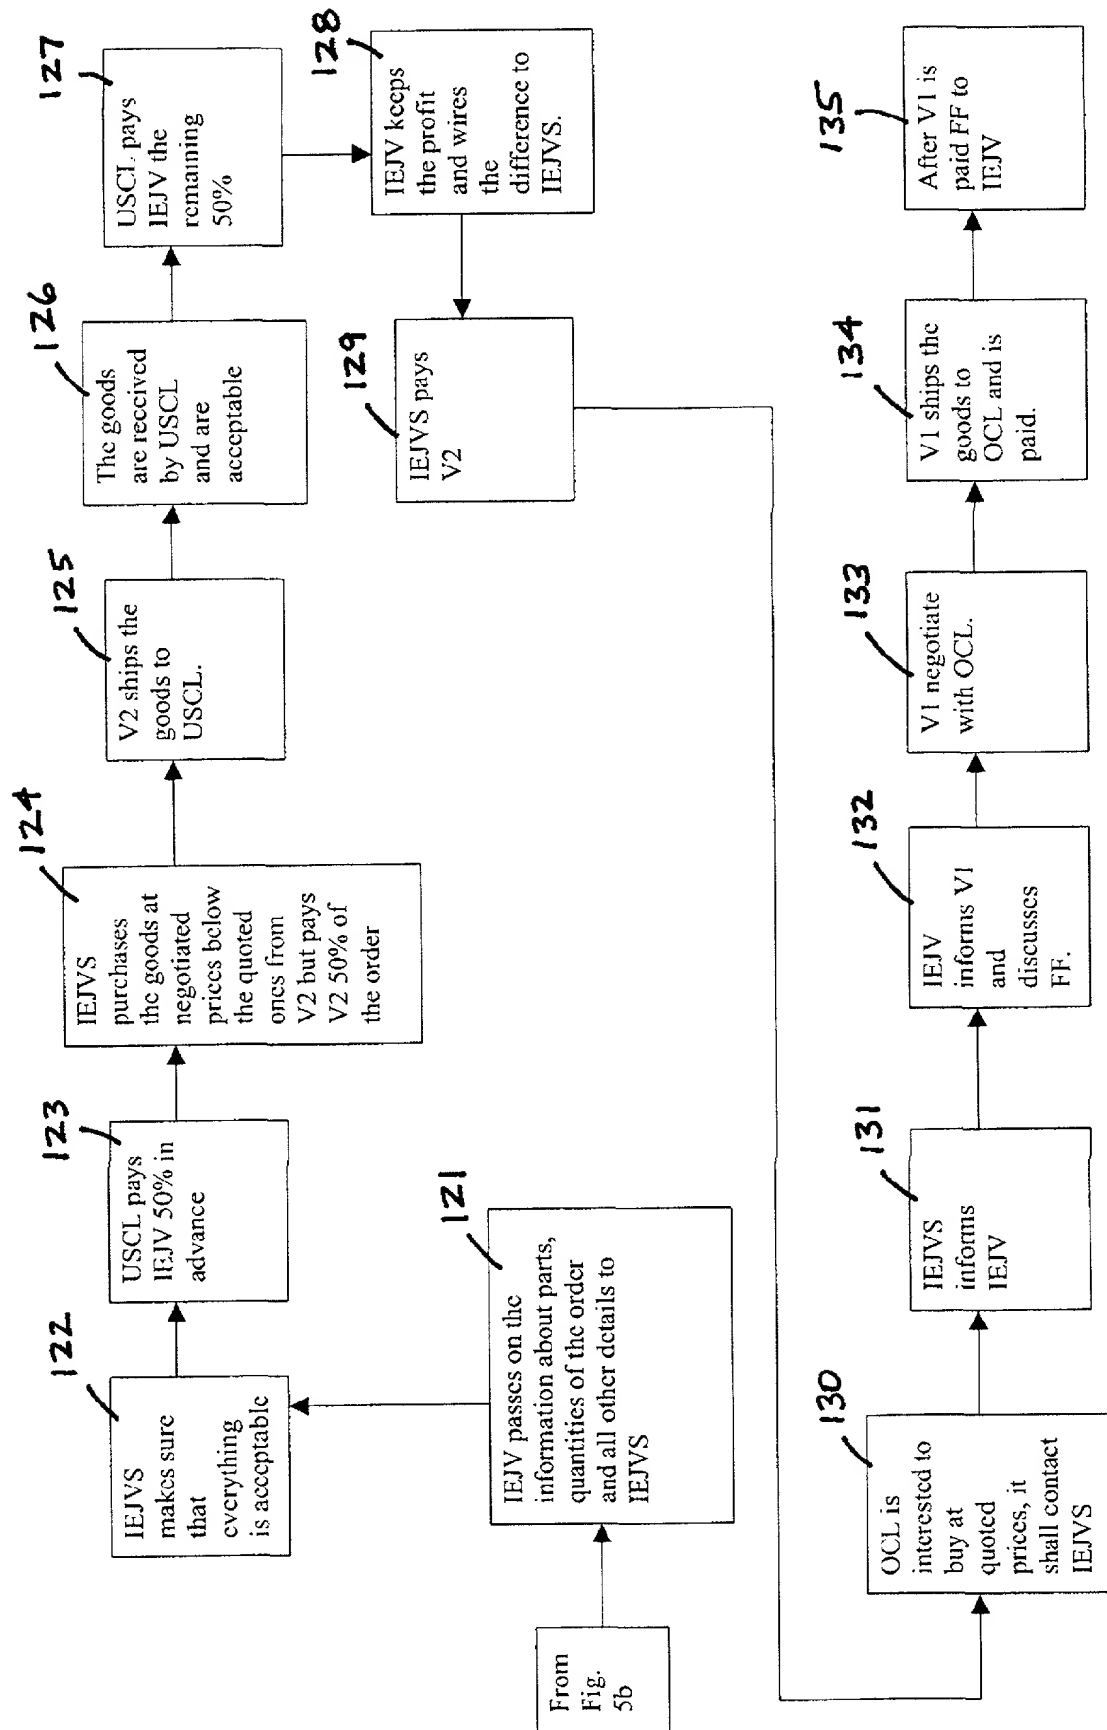 From
Fig.
5b
121
IEJV passes on the
information about parts,
quantities of the order
and all other details to
IEJVS
122
IEJVS
makes sure
that
everything
is acceptable
123
USCL pays
IEJV 50% in
advance
124
IEJVS
purchases
the goods at
negotiated
prices below
the quoted
ones from
V2 but pays
V2 50% of
the order
125
V2 ships the
goods to
USCL.
126
The goods
are received
by USCL
and are
acceptable
127
USCL pays
IEJV the
remaining
50%
128
IEJV keeps
the profit
and wires
the
difference to
IEJVS.
129
IEJVS pays
V2
130
OCL is
interested to
buy at
quoted
prices, it
shall contact
IEJVS
131
IEJVS
informs
IEJV
132
IEJV
informs V1
and
discusses
FF.
133
V1 negotiate
with OCL.
134
V1 ships the
goods to
OCL and is
paid.
135
After V1 is
paid FF to
IEJV